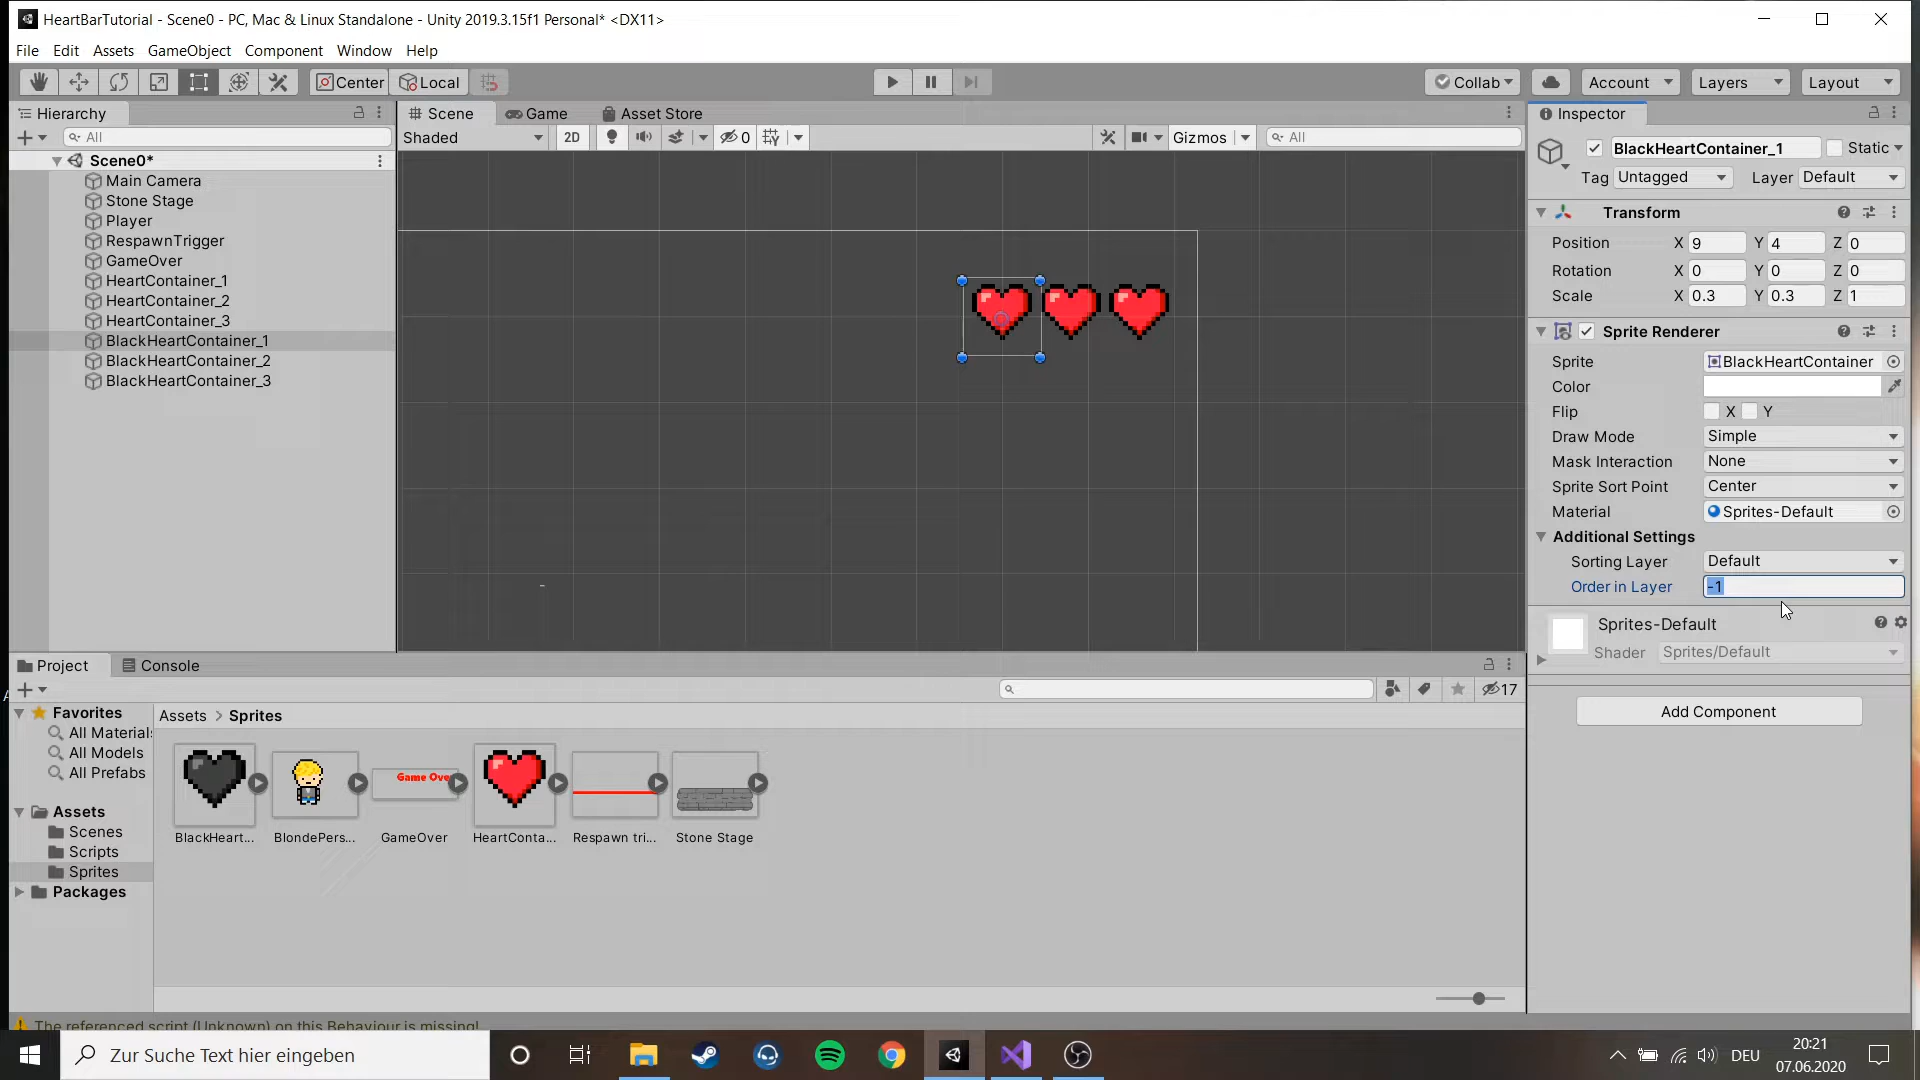 HeartBarTutorial - Scene0 - PC, Mac & Linux Standalone - Unity 2019.3.15f1 Personal* <DX11>
File Edit Assets GameObject Component Window Help
Center Local Collab Account Layers Layout
Hierarchy
All
Scene0*
Main Camera
Stone Stage
Player
RespawnTrigger
GameOver
HeartContainer_1
HeartContainer_2
HeartContainer_3
BlackHeartContainer_1
BlackHeartContainer_2
BlackHeartContainer_3
Scene Game Asset Store
Shaded 2D 0 Gizmos All
Inspector
BlackHeartContainer_1 Static
Tag Untagged Layer Default
Transform
Position X 9 Y 4 Z 0
Rotation X 0 Y 0 Z 0
Scale X 0.3 Y 0.3 Z 1
Sprite Renderer
Sprite BlackHeartContainer
Color
Flip X Y
Draw Mode Simple
Mask Interaction None
Sprite Sort Point Center
Material Sprites-Default
Additional Settings
Sorting Layer Default
Order in Layer -1
Sprites-Default
Shader Sprites/Default
Add Component
Project Console
17
Favorites
All Material
All Models
All Prefabs
Assets
Scenes
Scripts
Sprites
Packages
Assets > Sprites
Game Ove
BlackHeart... BlondePers... GameOver HeartConta... Respawn tri... Stone Stage
The referenced script (Unknown) on this Behaviour is missing!
Zur Suche Text hier eingeben
DEU
20:21
07.06.2020